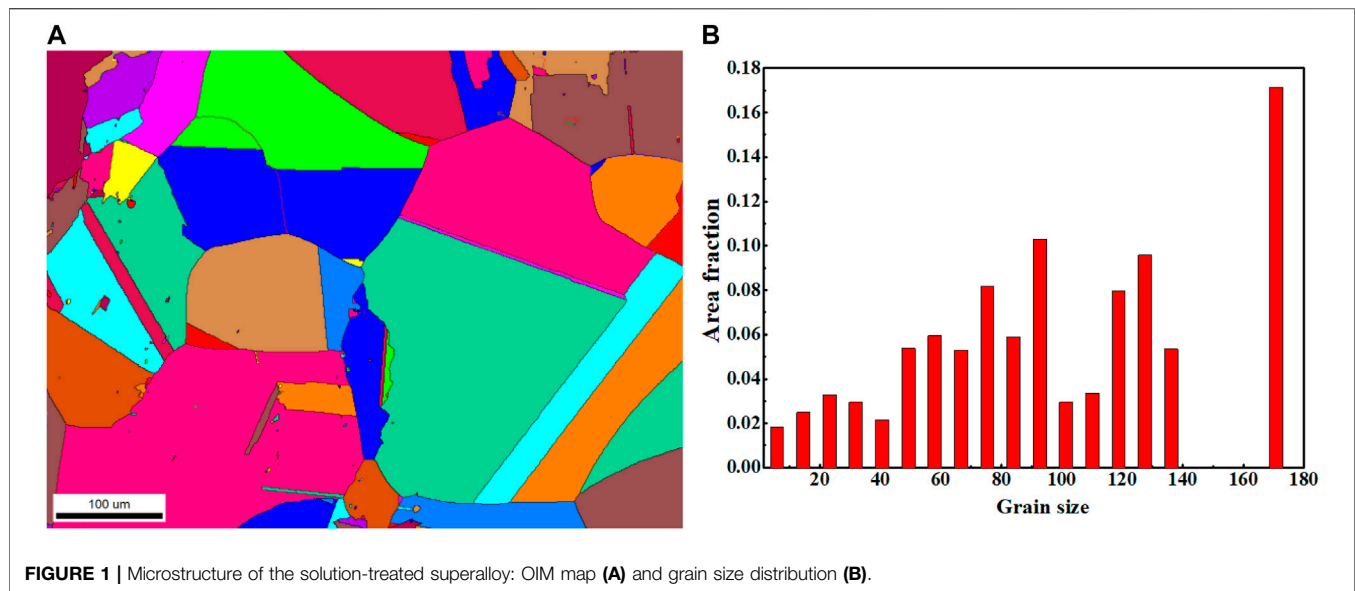 A
B
100 um
0.18
0.16
0.14
0.12
0.10
0.08
0.06
0.04
0.02
0.00
Area fraction
20 40 60 80 100 120 140 160 180
Grain size
FIGURE 1 | Microstructure of the solution-treated superalloy: OIM map (A) and grain size distribution (B).